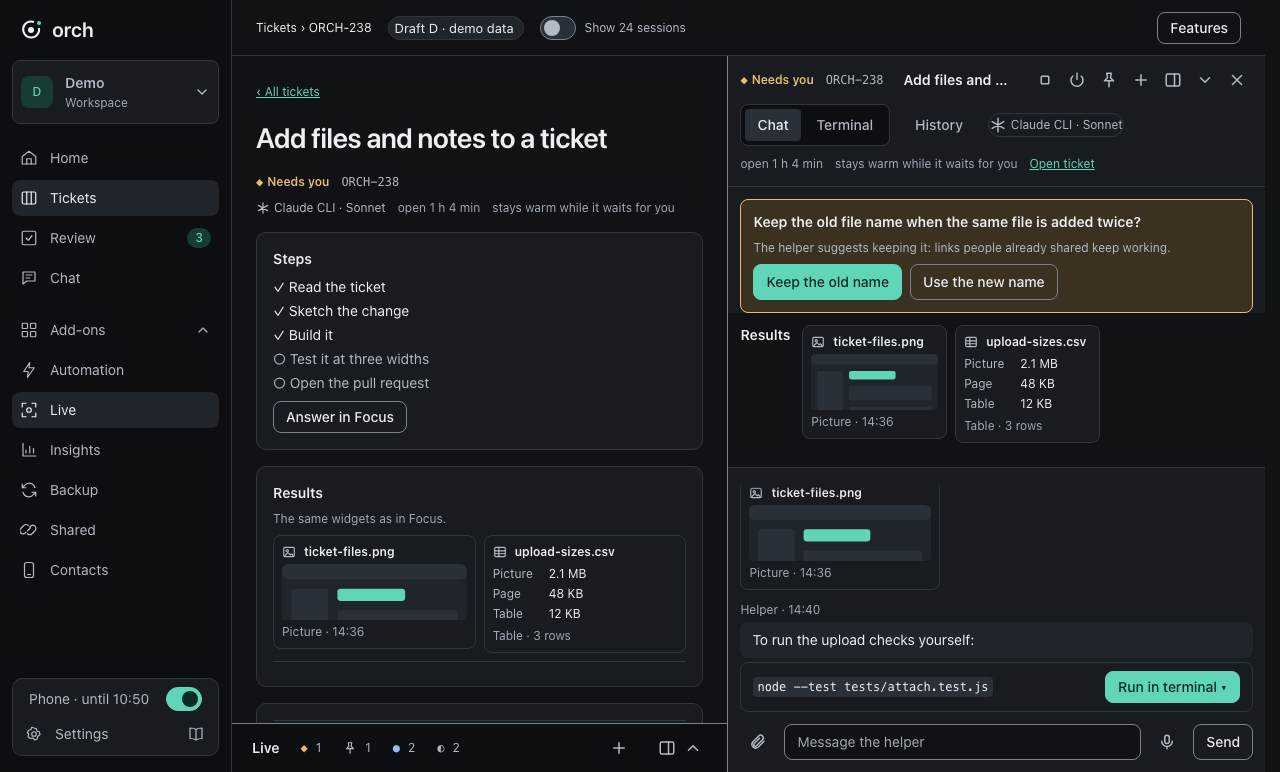 orch
D
Demo
Workspace
Home
Tickets
Review 3
Chat
Add-ons
Automation
Live
Insights
Backup
Shared
Contacts
Phone · until 10:50
Settings
Tickets › ORCH-238
Draft D · demo data
Show 24 sessions
Features
‹ All tickets
Add files and notes to a ticket
Needs you ORCH–238
Claude CLI · Sonnet open 1 h 4 min stays warm while it waits for you
Steps
✓ Read the ticket
✓ Sketch the change
✓ Build it
Test it at three widths
Open the pull request
Answer in Focus
Results
The same widgets as in Focus.
ticket-files.png
Picture · 14:36
upload-sizes.csv
Picture 2.1 MB
Page 48 KB
Table 12 KB
Table · 3 rows
Live 1 1 2 2
Needs you ORCH–238 Add files and ...
Chat Terminal History Claude CLI · Sonnet
open 1 h 4 min stays warm while it waits for you Open ticket
Keep the old file name when the same file is added twice?
The helper suggests keeping it: links people already shared keep working.
Keep the old name Use the new name
Results
ticket-files.png
Picture · 14:36
upload-sizes.csv
Picture 2.1 MB
Page 48 KB
Table 12 KB
Table · 3 rows
ticket-files.png
Picture · 14:36
Helper · 14:40
To run the upload checks yourself:
node --test tests/attach.test.js
Run in terminal
Message the helper
Send